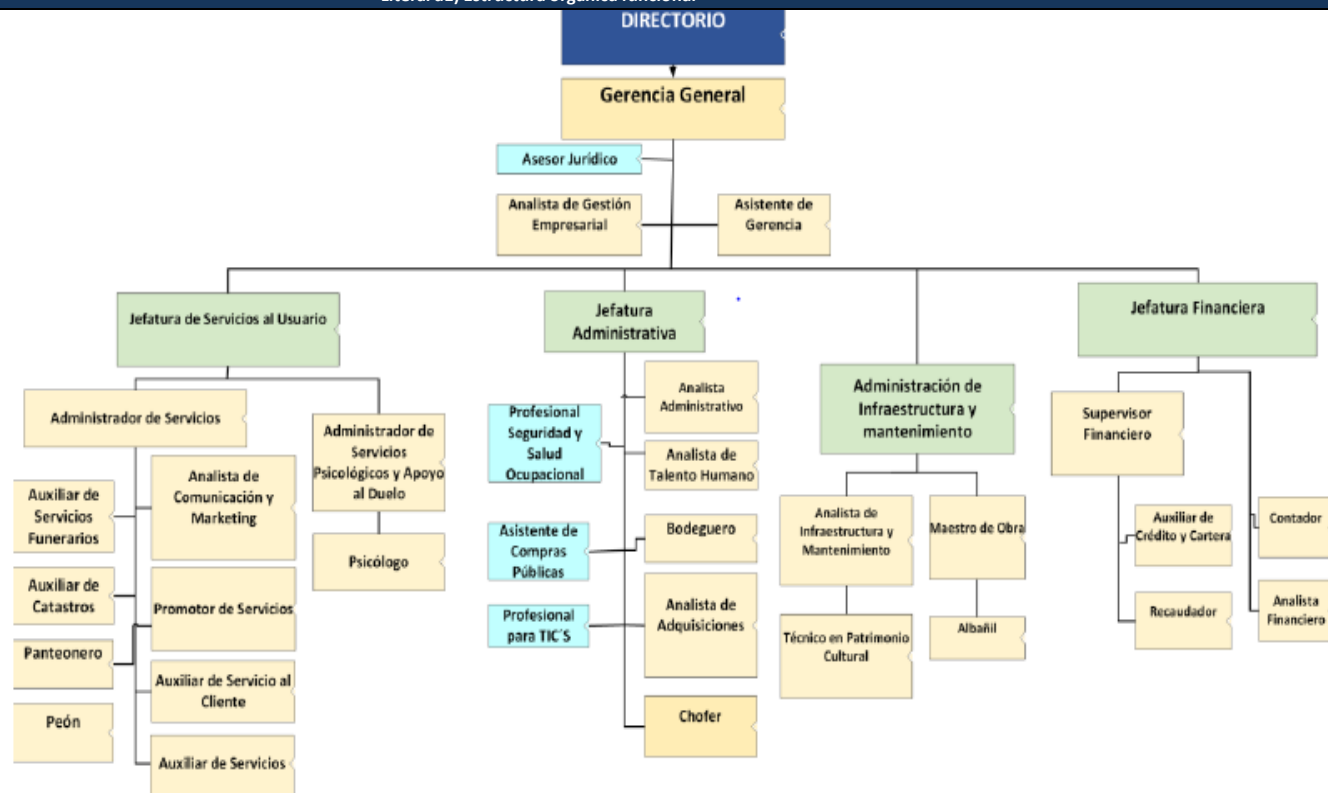 Literal a1) Estructura orgánica funcional
DIRECTORIO
Gerencia General
Asesor Jurídico
Analista de Gestión
Empresarial
Asistente de
Gerencia
Jefatura de Servicios al Usuario
Jefatura
Administrativa
Administración de
Infraestructura y
mantenimiento
Jefatura Financiera
Administrador de Servicios
Administrador de
Servicios
Psicológicos y Apoyo
al Duelo
Psicólogo
Auxiliar de
Servicios
Funerarios
Auxiliar de
Catastros
Panteonero
Peón
Analista de
Comunicación y
Marketing
Promotor de Servicios
Auxiliar de Servicio al
Cliente
Auxiliar de Servicios
Profesional
Seguridad y
Salud
Ocupacional
Asistente de
Compras
Públicas
Profesional
para TIC´S
Analista
Administrativo
Analista de
Talento Humano
Bodeguero
Analista de
Adquisiciones
Chofer
Analista de
Infraestructura y
Mantenimiento
Técnico en Patrimonio
Cultural
Maestro de Obra
Albañil
Supervisor
Financiero
Auxiliar de
Crédito y Cartera
Recaudador
Contador
Analista
Financiero